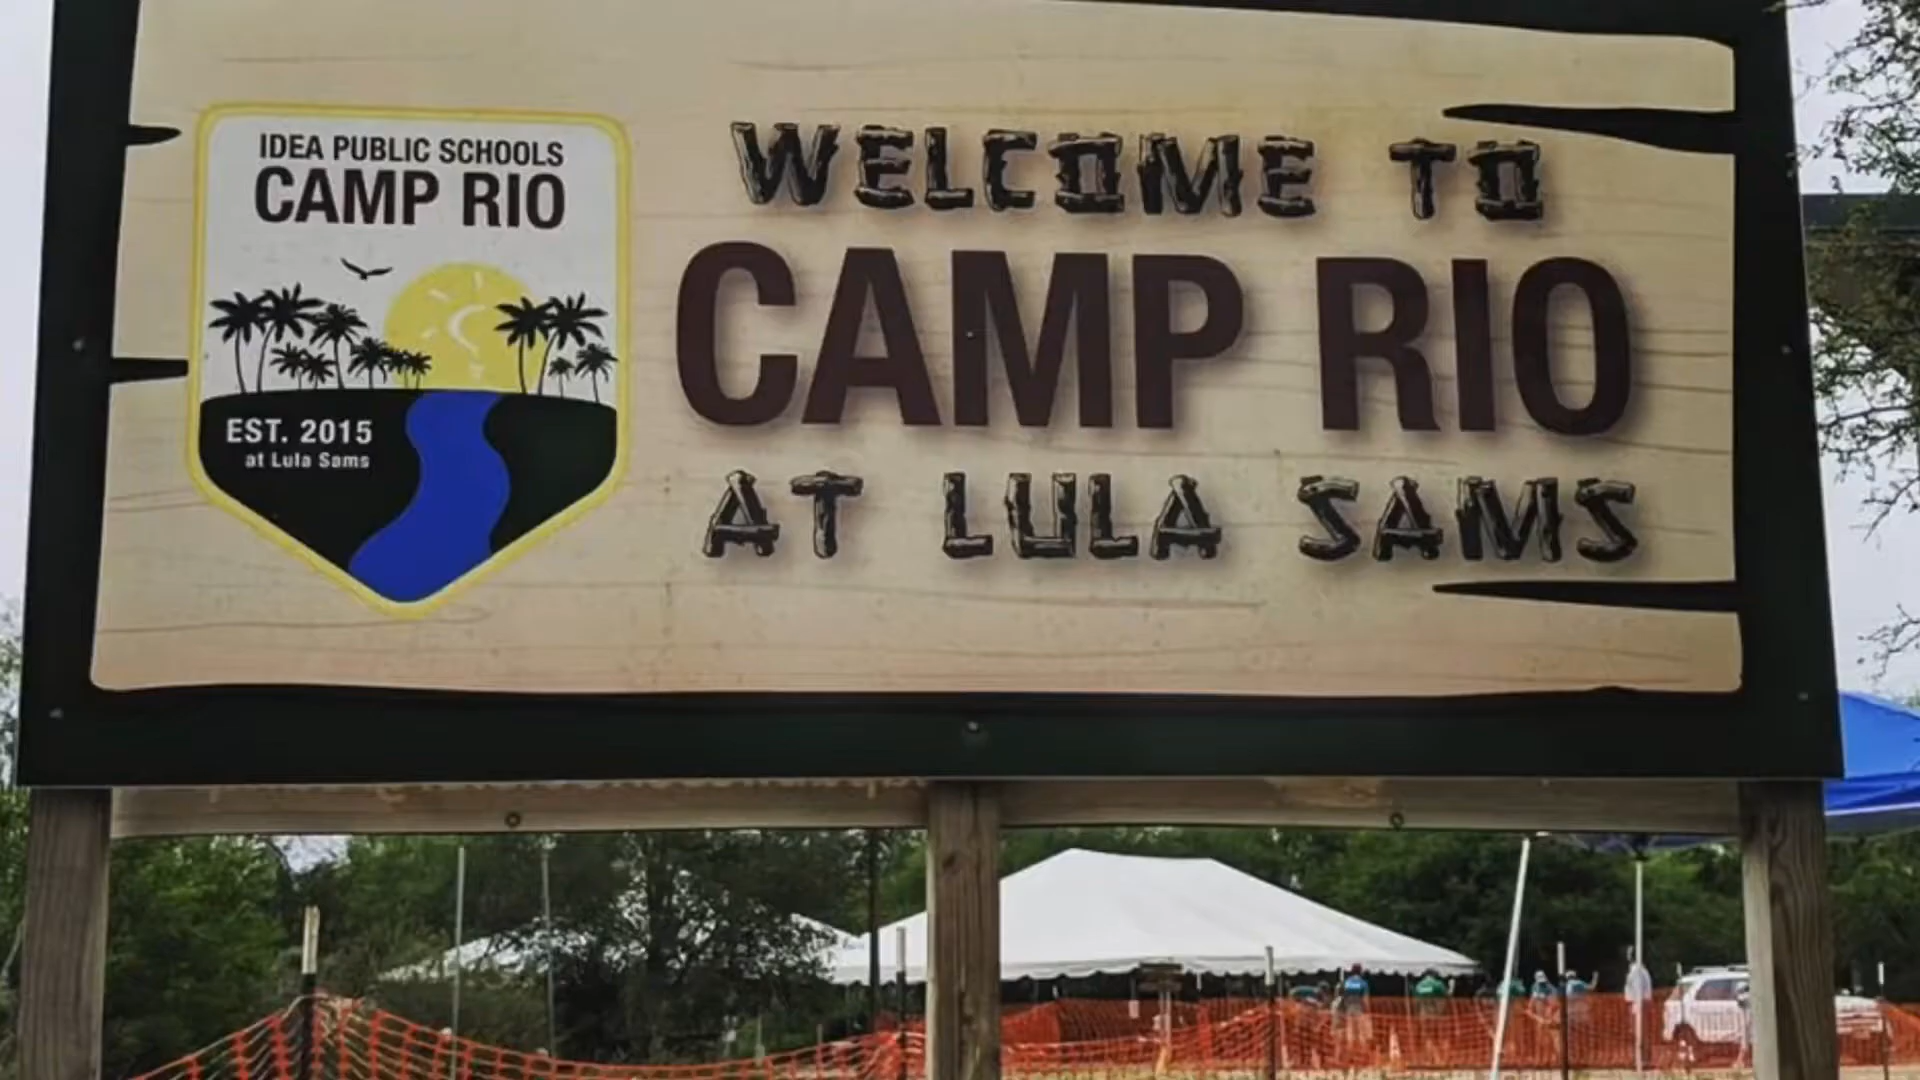 IDEA PUBLIC SCHOOLS
CAMP RIO
EST. 2015
at Lula Sams
WELCOME TO
CAMP RIO
AT LULA SAMS